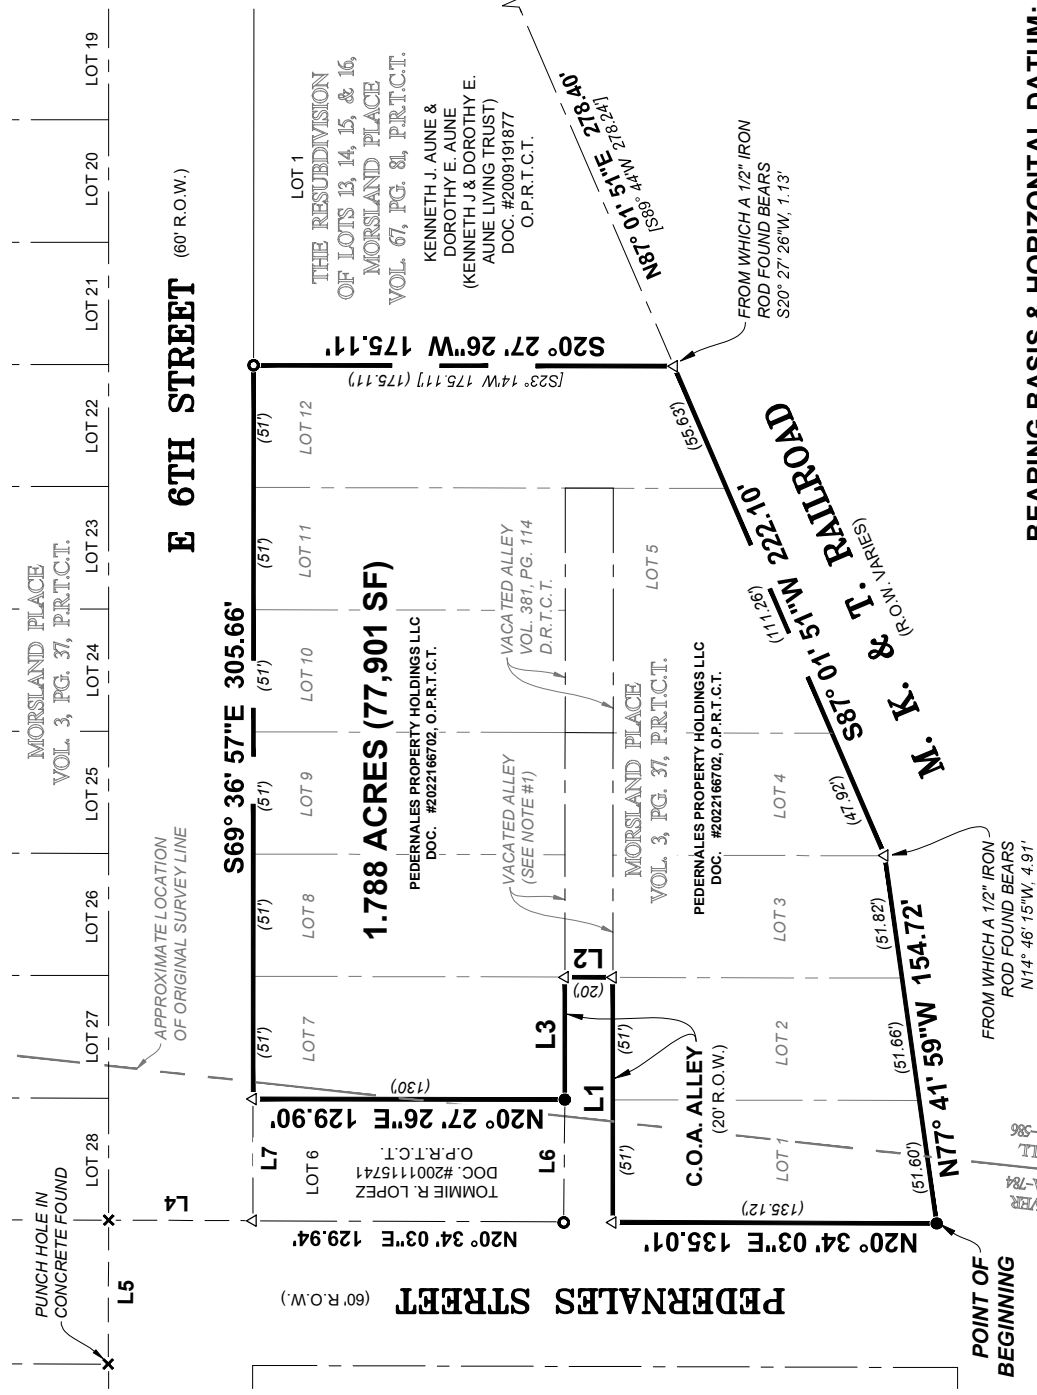 LOT 28
LOT 27
LOT 26
LOT 25
LOT 24
LOT 23
LOT 22
LOT 21
LOT 20
LOT 19
MORSLAND PLACE
VOL. 3, PG. 37, P.R.T.C.T.
PUNCH HOLE IN
CONCRETE FOUND
L5
L4
APPROXIMATE LOCATION
OF ORIGINAL SURVEY LINE
E 6TH STREET (60' R.O.W.)
S69° 36' 57"E 305.66'
(51')
(51')
(51')
(51')
(51')
(51')
LOT 7
LOT 8
LOT 9
LOT 10
LOT 11
LOT 12
LOT 1
THE RESUBDIVISION
OF LOTS 13, 14, 15, & 16,
MORSLAND PLACE
VOL. 67, PG. 81, P.R.T.C.T.
KENNETH J. AUNE &
DOROTHY E. AUNE
(KENNETH J & DOROTHY E.
AUNE LIVING TRUST)
DOC. #2009191877
O.P.R.T.C.T.
S20° 27' 26"W 175.11'
[S23° 14'W 175.11'] (175.11')
1.788 ACRES (77,901 SF)
PEDERNALES PROPERTY HOLDINGS LLC
DOC. #2022166702, O.P.R.T.C.T.
L7
LOT 6
TOMMIE R. LOPEZ
DOC. #2001115741
O.P.R.T.C.T.
L6
N20° 27' 26"E 129.90'
(130')
N20° 34' 03"E 129.94'
PEDERNALES STREET (60' R.O.W.)
L3
L2
(20')
L1
(51')
(51')
C.O.A. ALLEY
(20' R.O.W.)
VACATED ALLEY
(SEE NOTE #1)
VACATED ALLEY
VOL. 381, PG. 114
D.R.T.C.T.
MORSLAND PLACE
VOL. 3, PG. 37, P.R.T.C.T.
PEDERNALES PROPERTY HOLDINGS LLC
DOC. #2022166702, O.P.R.T.C.T.
LOT 1
LOT 2
LOT 3
LOT 4
LOT 5
N20° 34' 03"E 135.01'
(135.12')
POINT OF
BEGINNING
N77° 41' 59"W 154.72'
(51.60')
(51.66')
(51.82')
FROM WHICH A 1/2" IRON
ROD FOUND BEARS
N14° 46' 15"W, 4.91'
S87° 01' 51"W 222.10'
(47.92')
(111.26')
(55.63')
M. K. & T. RAILROAD
(R.O.W. VARIES)
FROM WHICH A 1/2" IRON
ROD FOUND BEARS
S20° 27' 26"W, 1.13'
N87° 01' 51"E 278.40'
[S89° 44'W 278.24']
-784
-586
BEARING BASIS & HORIZONTAL DATUM: